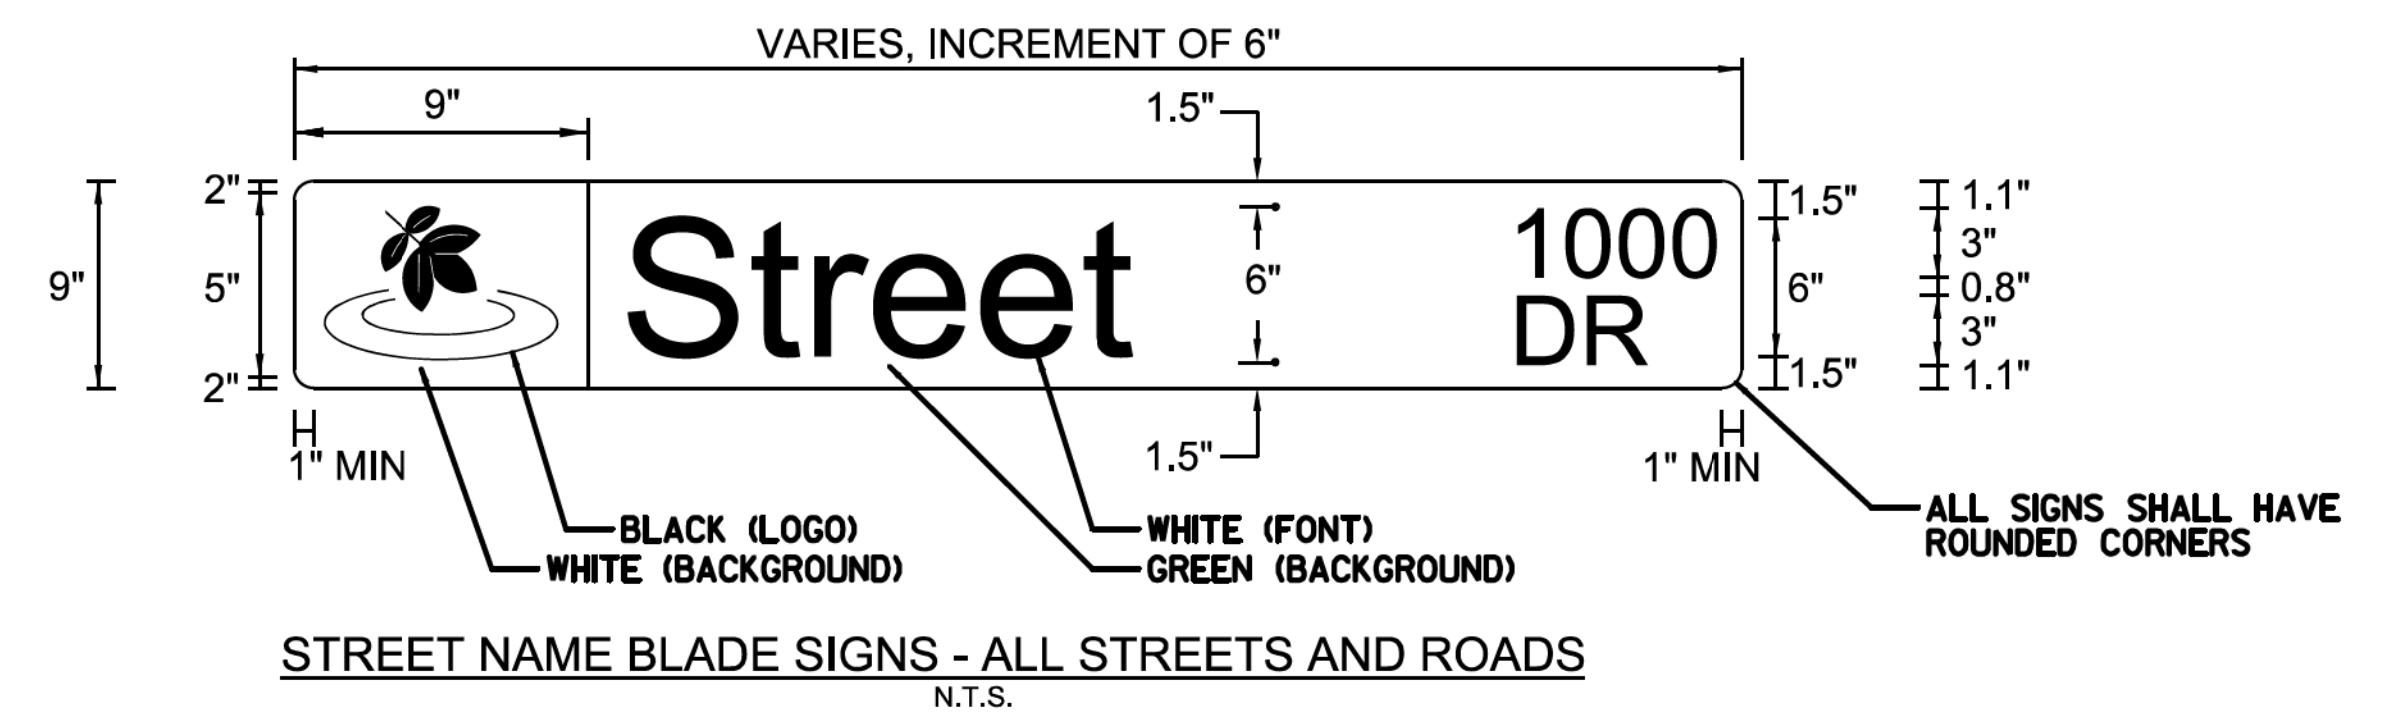 VARIES, INCREMENT OF 6"
9"
1.5"
2"
5"
2"
9"
Street
6"
1000
DR
1.5"
6"
1.5"
1.1"
3"
0.8"
3"
1.1"
1" MIN
1.5"
1" MIN
BLACK (LOGO)
WHITE (BACKGROUND)
WHITE (FONT)
GREEN (BACKGROUND)
ALL SIGNS SHALL HAVE
ROUNDED CORNERS
STREET NAME BLADE SIGNS - ALL STREETS AND ROADS
N.T.S.